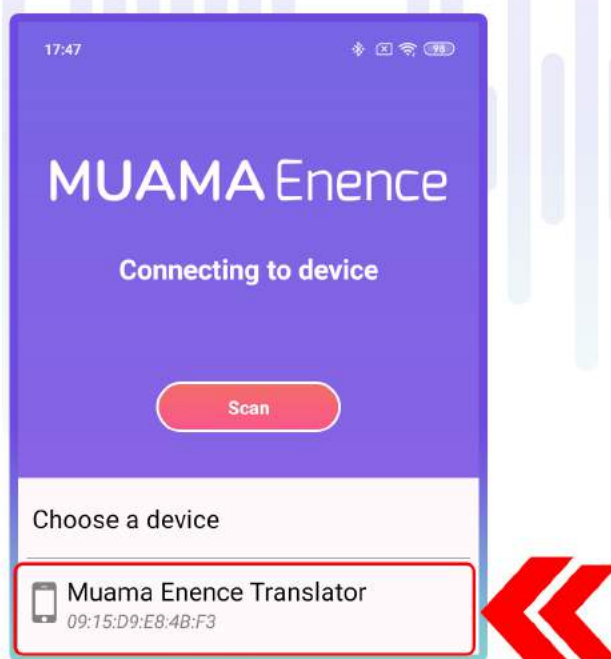 17:47
98
MUAMA Enence
Connecting to device
Scan
Choose a device
Muama Enence Translator
09:15:D9:E8:4B:F3